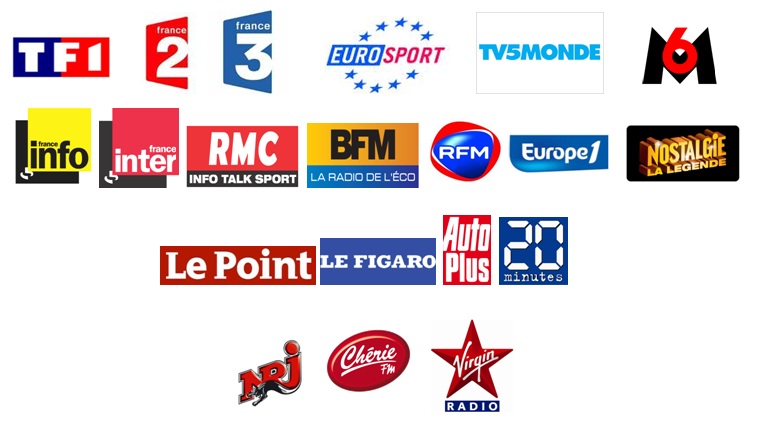 TF1
france
2
france
3
EUROSPORT
TV5MONDE
M6
france
info
france
inter
RMC
INFO TALK SPORT
BFM
LA RADIO DE L'ÉCO
RFM
Europe1
NOSTALGIE
LA LEGENDE
Le Point
LE FIGARO
Auto
Plus
20
minutes
NRJ
Chérie
FM
Virgin
RADIO